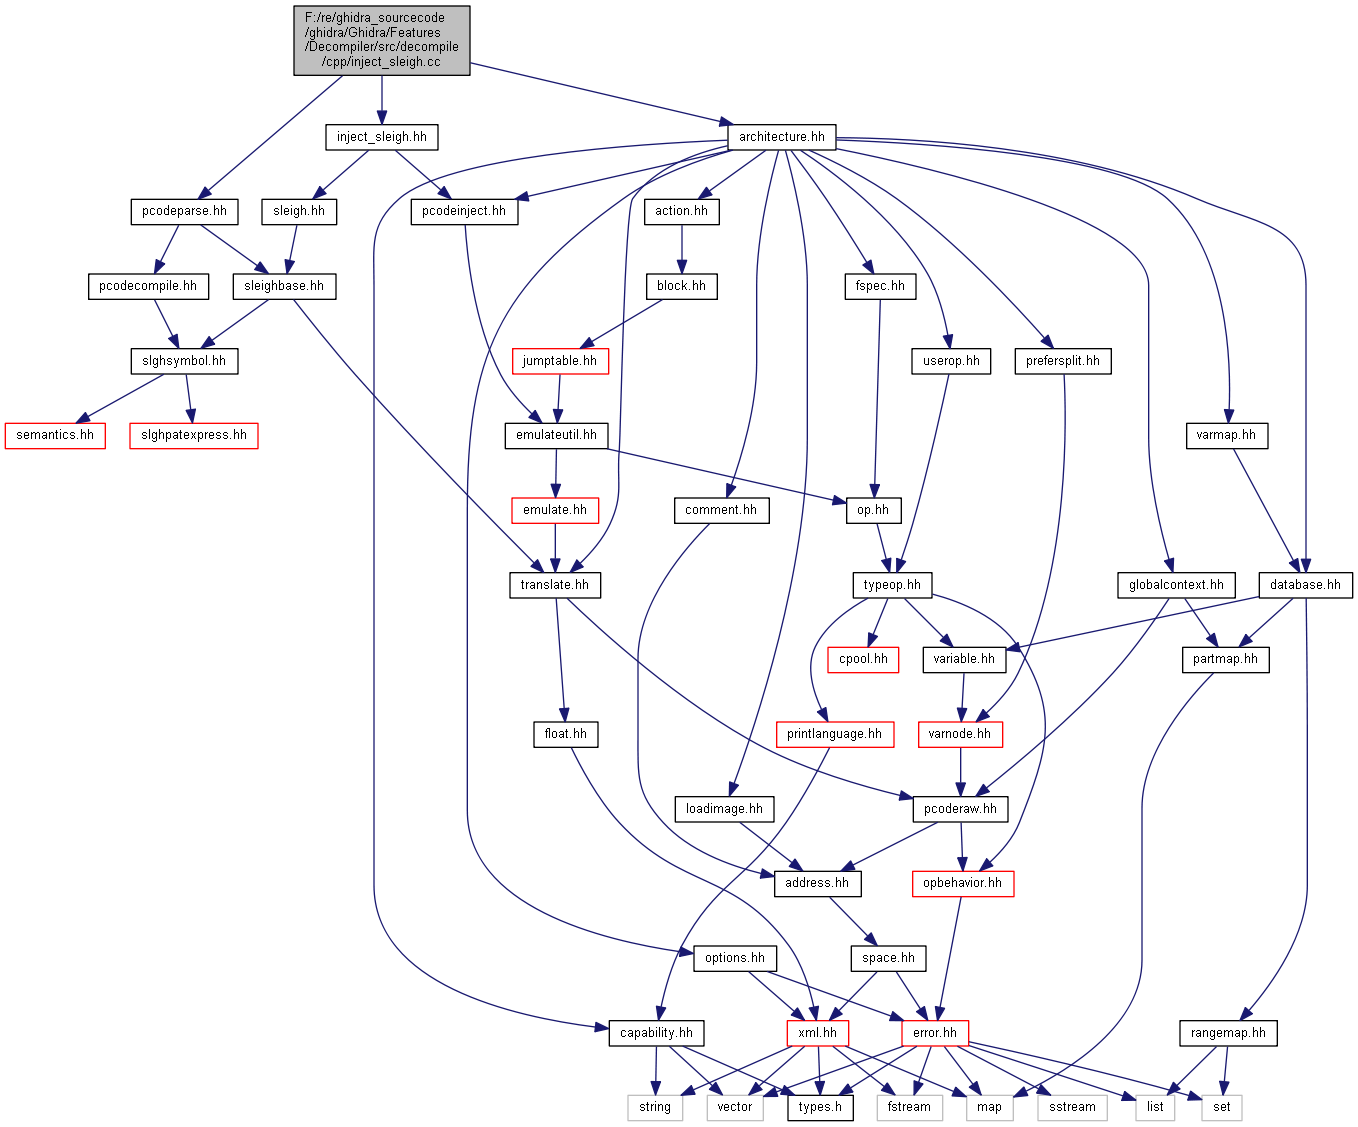 F:/re/ghidra_sourcecode
/ghidra/Ghidra/Features
/Decompiler/src/decompile
/cpp/inject_sleigh.cc
inject_sleigh.hh
architecture.hh
pcodeparse.hh
sleigh.hh
pcodeinject.hh
action.hh
pcodecompile.hh
sleighbase.hh
block.hh
fspec.hh
slghsymbol.hh
jumptable.hh
userop.hh
prefersplit.hh
semantics.hh
slghpatexpress.hh
emulateutil.hh
varmap.hh
emulate.hh
comment.hh
op.hh
translate.hh
typeop.hh
globalcontext.hh
database.hh
cpool.hh
variable.hh
partmap.hh
float.hh
printlanguage.hh
varnode.hh
loadimage.hh
pcoderaw.hh
address.hh
opbehavior.hh
options.hh
space.hh
capability.hh
xml.hh
error.hh
rangemap.hh
string
vector
types.h
fstream
map
sstream
list
set